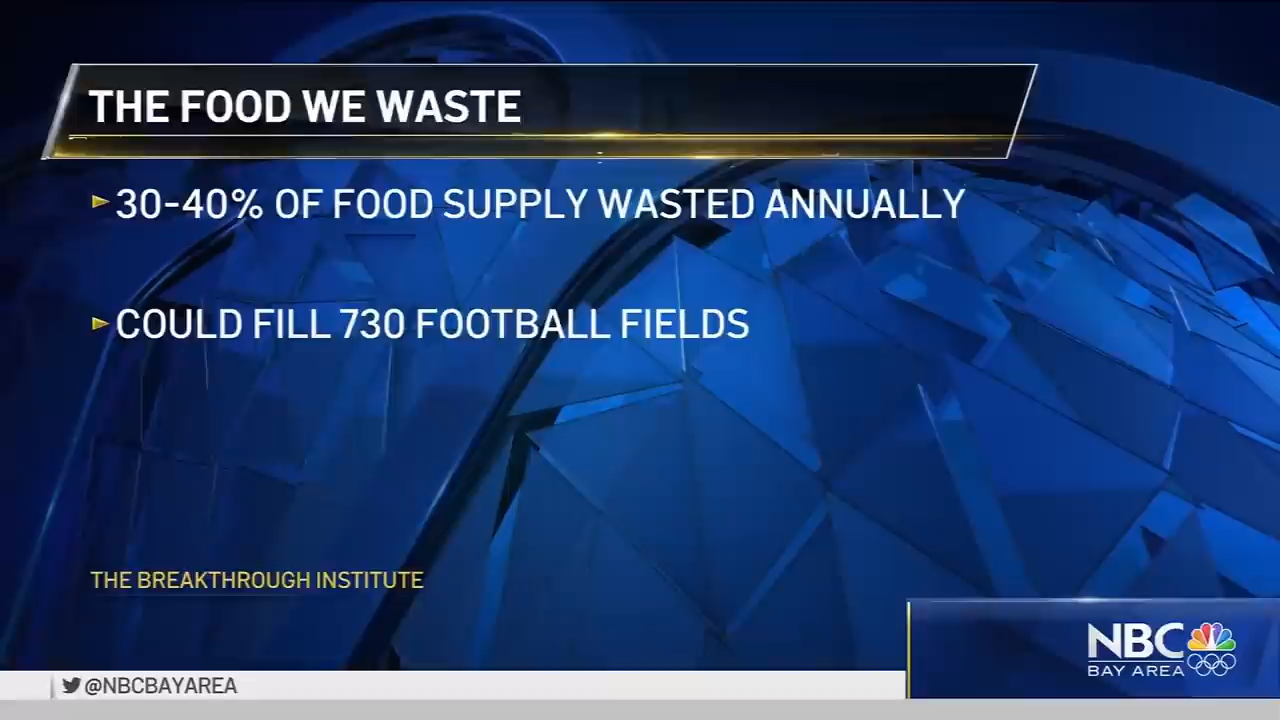 THE FOOD WE WASTE
30-40% OF FOOD SUPPLY WASTED ANNUALLY
COULD FILL 730 FOOTBALL FIELDS
THE BREAKTHROUGH INSTITUTE
NBC
BAY AREA
@NBCBAYAREA